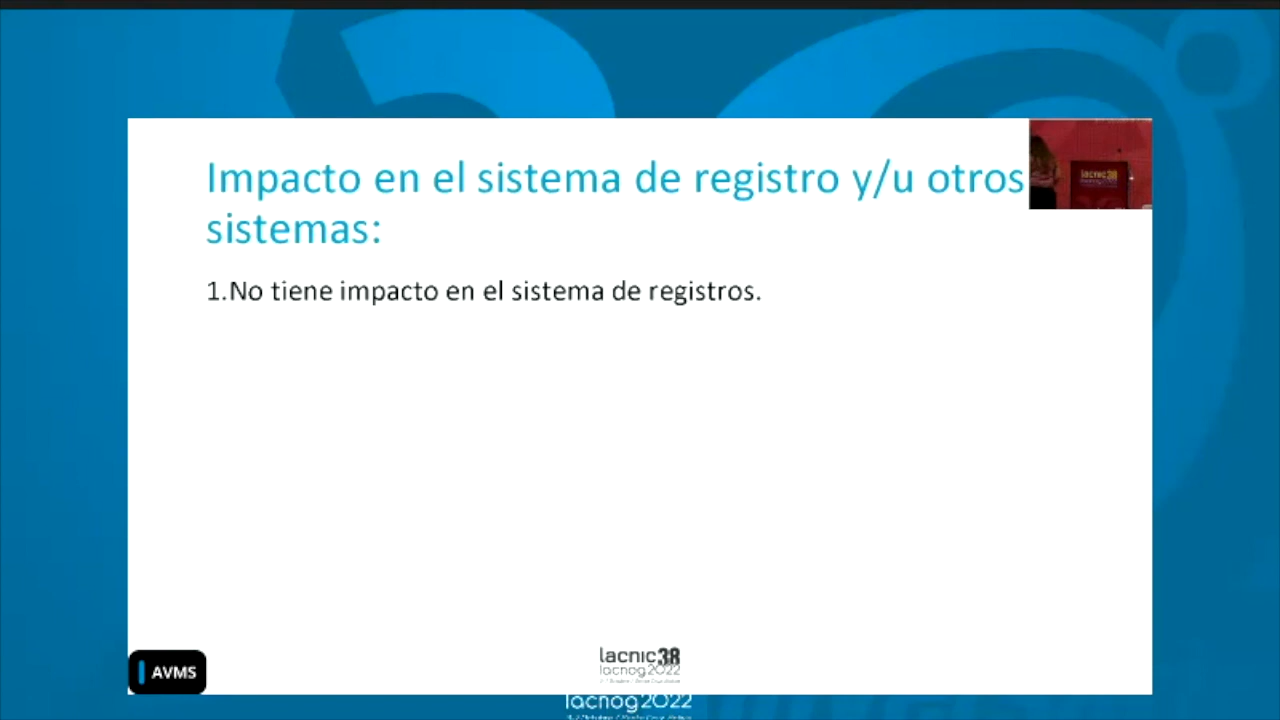 Impacto en el sistema de registro y/u otros
sistemas:
1.No tiene impacto en el sistema de registros.
lacnic38
AVMS
lacnic38
lacnog2022
lacnog2022